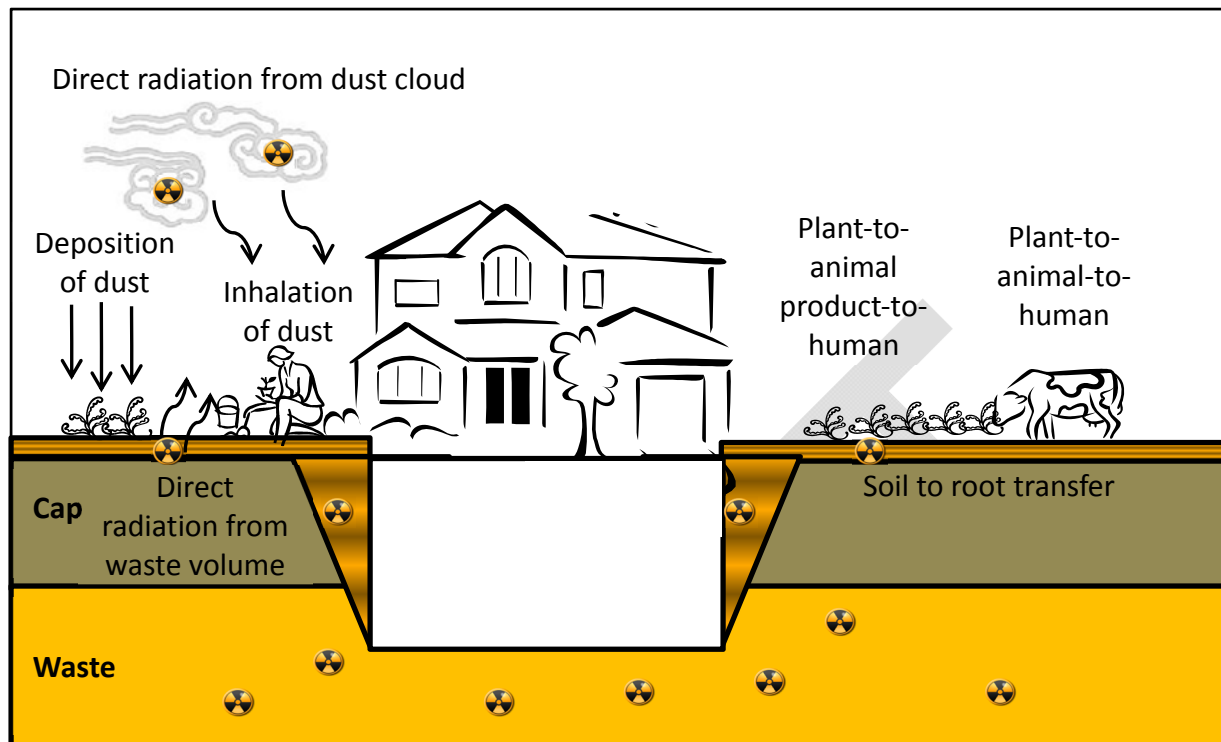 Direct radiation from dust cloud
Deposition
of dust
Inhalation
of dust
Plant-to-
animal
product-to-
human
Plant-to-
animal-to-
human
Cap
Direct
radiation from
waste volume
Soil to root transfer
Waste